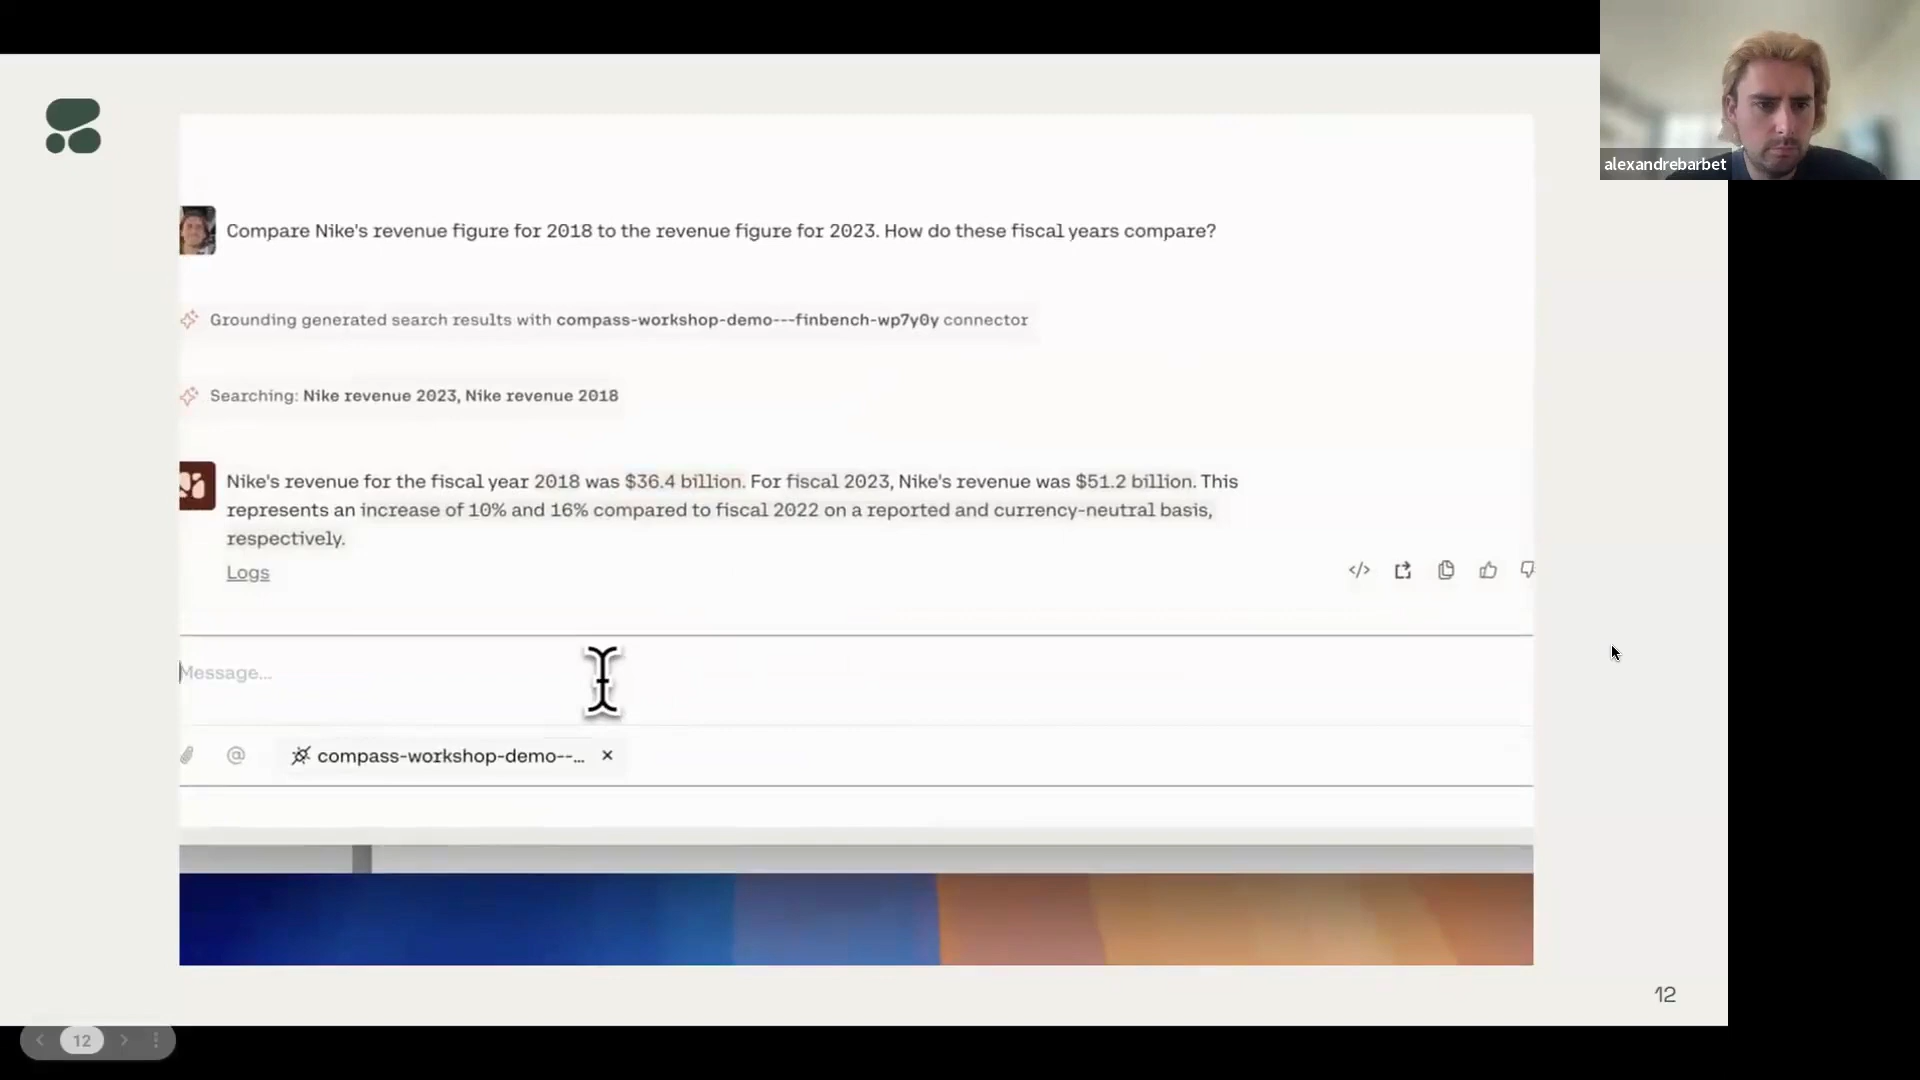 alexandrebarbet
Compare Nike's revenue figure for 2018 to the revenue figure for 2023. How do these fiscal years compare?
Grounding generated search results with compass-workshop-demo---finbench-wp7y0y connector
Searching: Nike revenue 2023, Nike revenue 2018
Nike's revenue for the fiscal year 2018 was $36.4 billion. For fiscal 2023, Nike's revenue was $51.2 billion. This
represents an increase of 10% and 16% compared to fiscal 2022 on a reported and currency-neutral basis,
respectively.
Logs
</>
Message...
@ compass-workshop-demo--... ×
12
< 12 >